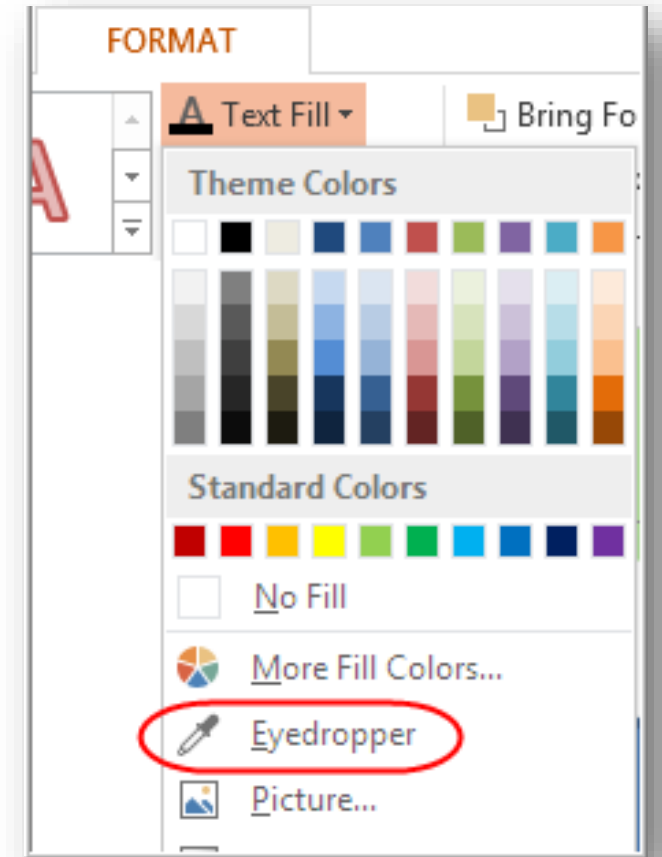 FORMAT
A Text Fill
Bring Fo
A
Theme Colors
Standard Colors
No Fill
More Fill Colors...
Eyedropper
Picture...